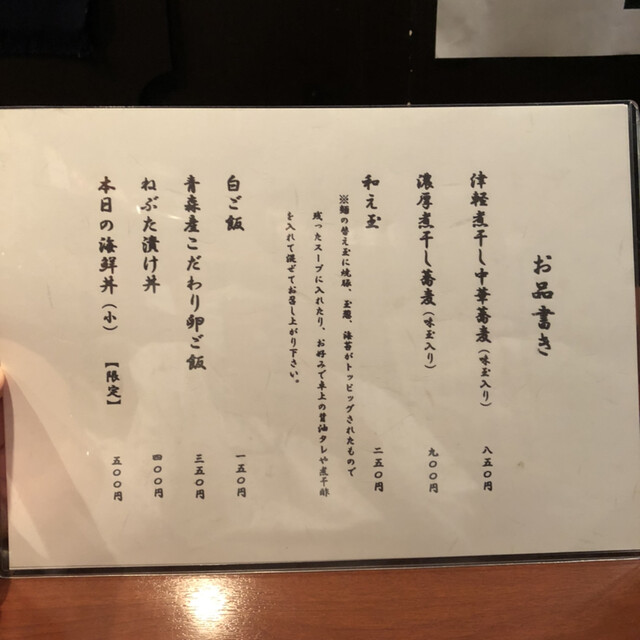 お品書き
津軽煮干し中華蕎麦（味玉入り） 八五〇円
濃厚煮干し蕎麦（味玉入り） 九〇〇円
和え玉 二五〇円
※麺の替え玉に焼豚、玉葱、海苔がトッピングされたもので
残ったスープに入れたり、お好みで卓上の醤油タレや煮干酢
を入れて混ぜてお召し上がり下さい。
白ご飯 一五〇円
青森産こだわり卵ご飯 三五〇円
ねぶた漬け丼 四〇〇円
本日の海鮮丼（小）【限定】 五〇〇円